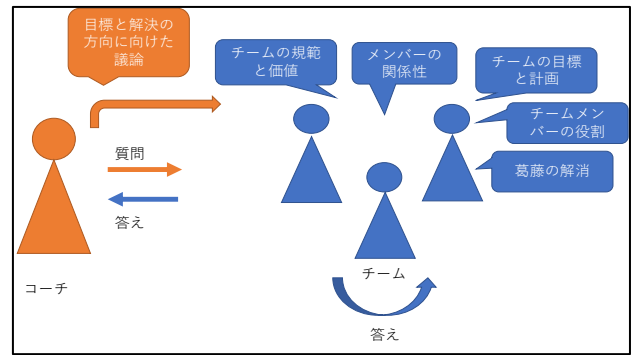 目標と解決の
方向に向けた
議論
チームの規範
と価値
メンバーの
関係性
チームの目標
と計画
チームメン
バーの役割
葛藤の解消
質問
答え
コーチ
チーム
答え